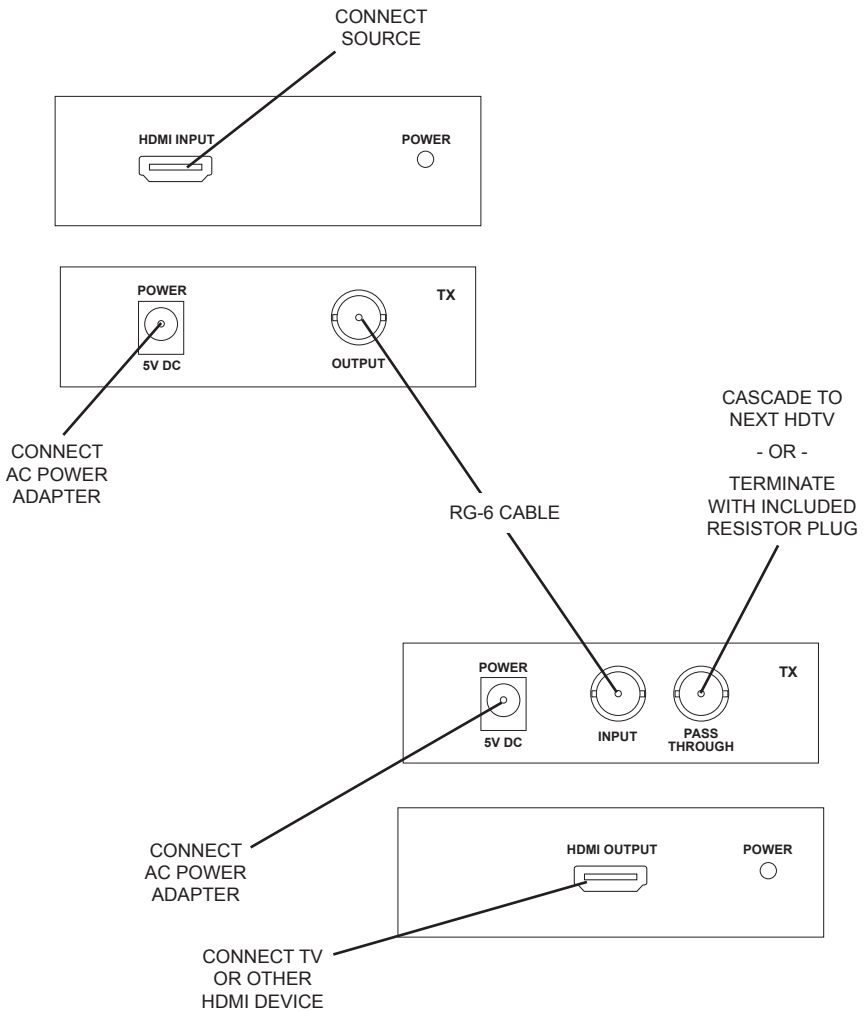 CONNECT
SOURCE
HDMI INPUT
POWER
POWER
5V DC
OUTPUT
TX
CONNECT
AC POWER
ADAPTER
RG-6 CABLE
CASCADE TO
NEXT HDTV
- OR -
TERMINATE
WITH INCLUDED
RESISTOR PLUG
POWER
5V DC
INPUT
PASS
THROUGH
TX
CONNECT
AC POWER
ADAPTER
HDMI OUTPUT
POWER
CONNECT TV
OR OTHER
HDMI DEVICE